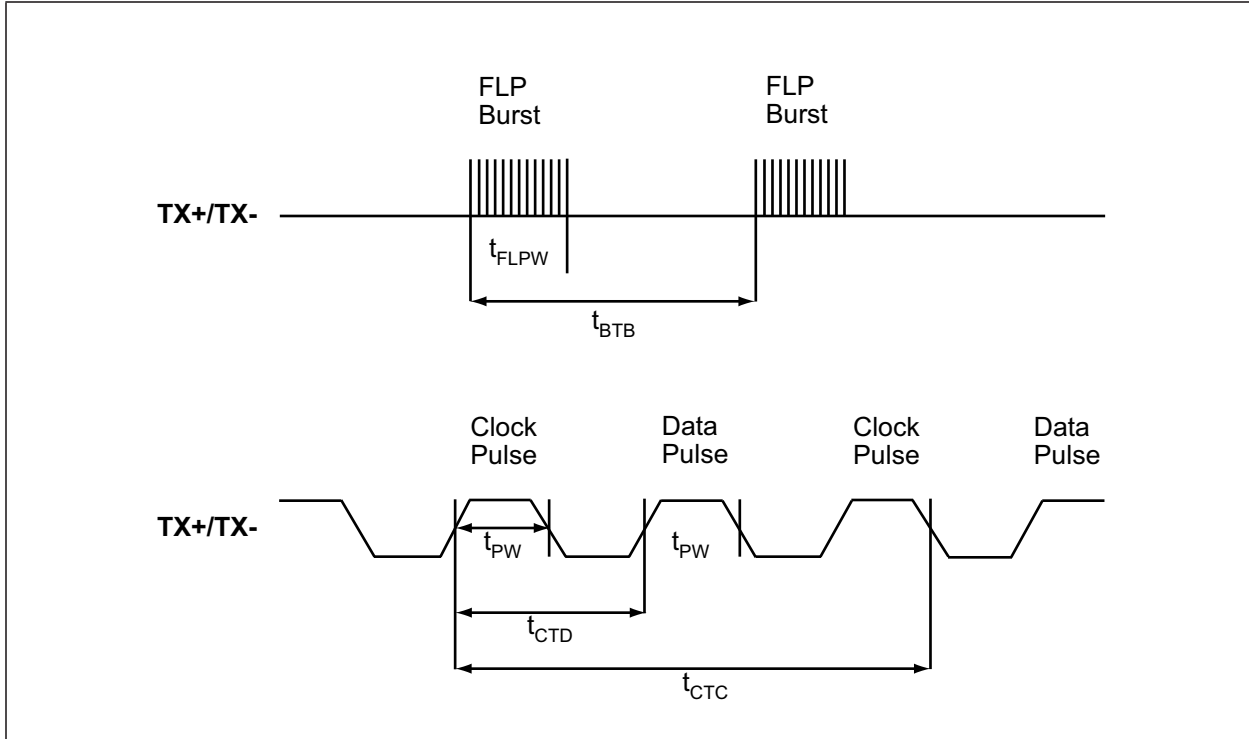 FLP
Burst
FLP
Burst
TX+/TX-
tFLPW
tBTB
Clock
Pulse
Data
Pulse
Clock
Pulse
Data
Pulse
TX+/TX-
tPW
tPW
tCTD
tCTC